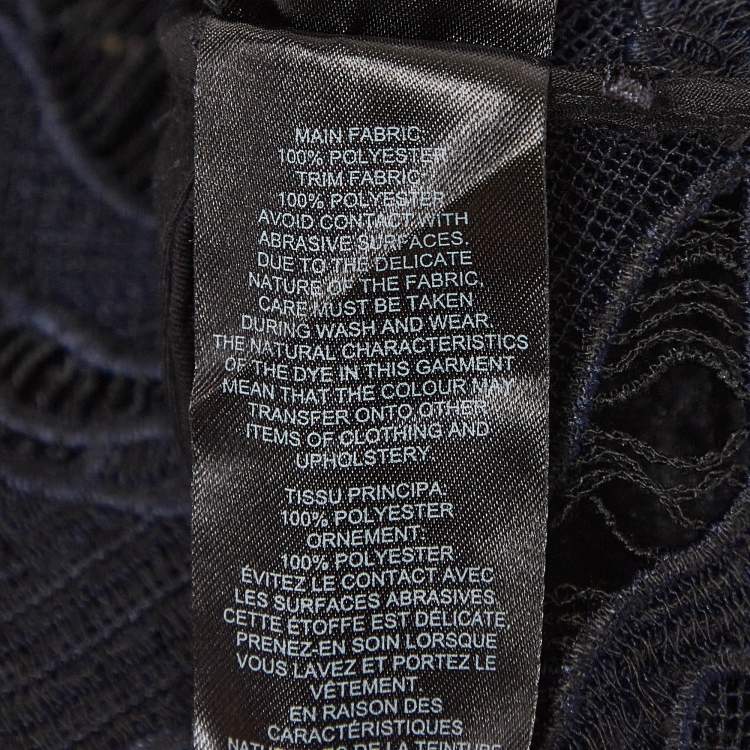 MAIN FABRIC:
100% POLYESTER
TRIM FABRIC:
100% POLYESTER
AVOID CONTACT WITH
ABRASIVE SURFACES.
DUE TO THE DELICATE
NATURE OF THE FABRIC,
CARE MUST BE TAKEN
DURING WASH AND WEAR.
THE NATURAL CHARACTERISTICS
OF THE DYE IN THIS GARMENT
MEAN THAT THE COLOUR MAY
TRANSFER ONTO OTHER
ITEMS OF CLOTHING AND
UPHOLSTERY.
TISSU PRINCIPA:
100% POLYESTER
ORNEMENT:
100% POLYESTER
ÉVITEZ LE CONTACT AVEC
LES SURFACES ABRASIVES.
CETTE ÉTOFFE EST DÉLICATE
PRENEZ-EN SOIN LORSQUE
VOUS LAVEZ ET PORTEZ LE
VÊTEMENT.
EN RAISON DES
CARACTÉRISTIQUES
DE LA TEINTURE